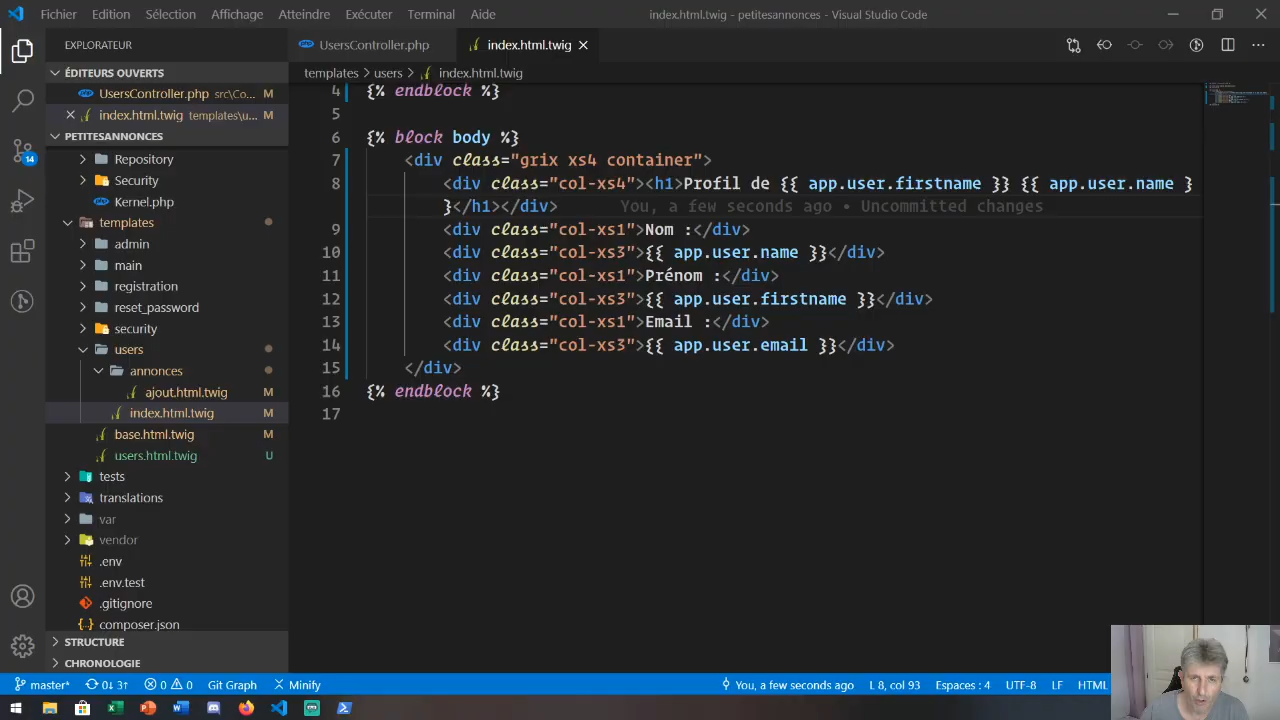 Fichier Edition Sélection Affichage Atteindre Exécuter Terminal Aide index.html.twig - petitesannonces - Visual Studio Code
EXPLORATEUR
ÉDITEURS OUVERTS
UsersController.php src\Co... M
index.html.twig templates\u... M
PETITESANNONCES
Repository
Security
Kernel.php
templates
admin
main
registration
reset_password
security
users
annonces
ajout.html.twig M
index.html.twig M
base.html.twig M
users.html.twig U
tests
translations
var
vendor
.env
.env.test
.gitignore
composer.json
STRUCTURE
CHRONOLOGIE
14
UsersController.php index.html.twig
templates > users > index.html.twig
4 {% endblock %}
5
6 {% block body %}
7 <div class="grix xs4 container">
8 <div class="col-xs4"><h1>Profil de {{ app.user.firstname }} {{ app.user.name }
}</h1></div> You, a few seconds ago • Uncommitted changes
9 <div class="col-xs1">Nom :</div>
10 <div class="col-xs3">{{ app.user.name }}</div>
11 <div class="col-xs1">Prénom :</div>
12 <div class="col-xs3">{{ app.user.firstname }}</div>
13 <div class="col-xs1">Email :</div>
14 <div class="col-xs3">{{ app.user.email }}</div>
15 </div>
16 {% endblock %}
17
master* 0↓ 3↑ 0 0 Git Graph Minify You, a few seconds ago L 8, col 93 Espaces : 4 UTF-8 LF HTML